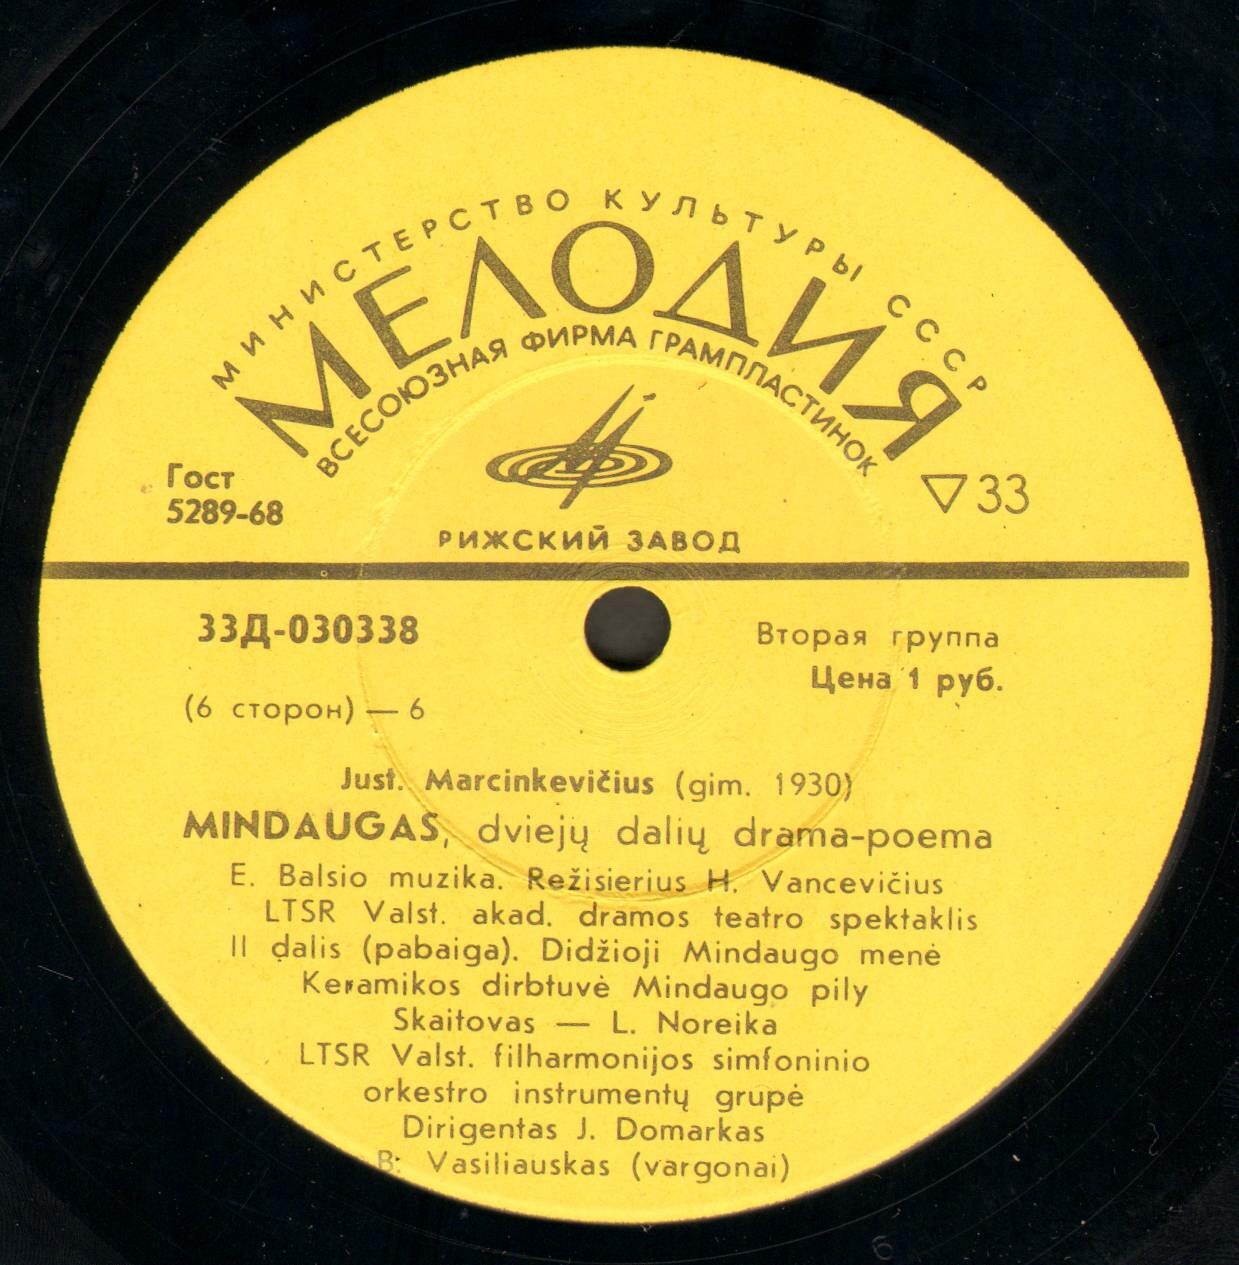 МИНИСТЕРСТВО КУЛЬТУРЫ СССР
МЕЛОДИЯ
ВСЕСОЮЗНАЯ ФИРМА ГРАМПЛАСТИНОК
Гост
5289-68
▽33
РИЖСКИЙ ЗАВОД
33Д-030338
Вторая группа
Цена 1 руб.
(6 сторон) — 6
Just. Marcinkevičius (gim. 1930)
MINDAUGAS, dviejų dalių drama-poema
E. Balsio muzika. Režisierius H. Vancevičius
LTSR Valst. akad. dramos teatro spektaklis
II dalis (pabaiga). Didžioji Mindaugo menė
Keramikos dirbtuvė Mindaugo pily
Skaitovas — L. Noreika
LTSR Valst. filharmonijos simfoninio
orkestro instrumentų grupė
Dirigentas J. Domarkas
B. Vasiliauskas (vargonai)
6